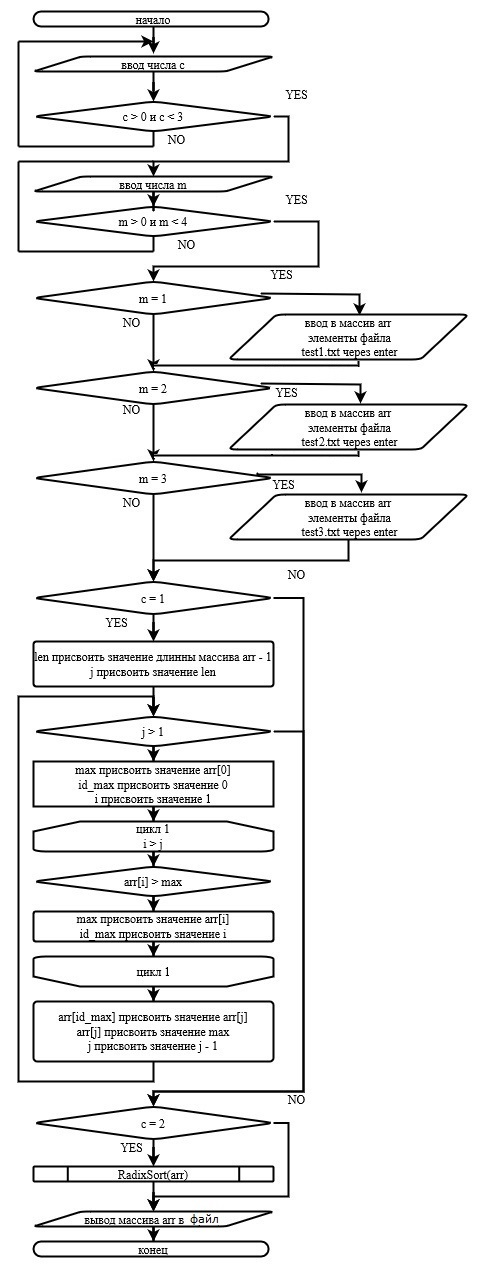 начало
ввод числа c
YES
c > 0 и c < 3
NO
ввод числа m
YES
m > 0 и m < 4
NO
YES
m = 1
NO
ввод в массив arr
элементы файла
test1.txt через enter
m = 2
YES
NO
ввод в массив arr
элементы файла
test2.txt через enter
m = 3
YES
NO
ввод в массив arr
элементы файла
test3.txt через enter
NO
c = 1
YES
len присвоить значение длинны массива arr - 1
j присвоить значение len
j > 1
max присвоить значение arr[0]
id_max присвоить значение 0
i присвоить значение 1
цикл 1
i > j
arr[i] > max
max присвоить значение arr[i]
id_max присвоить значение i
цикл 1
arr[id_max] присвоить значение arr[j]
arr[j] присвоить значение max
j присвоить значение j - 1
NO
c = 2
YES
RadixSort(arr)
вывод массива arr в файл
конец